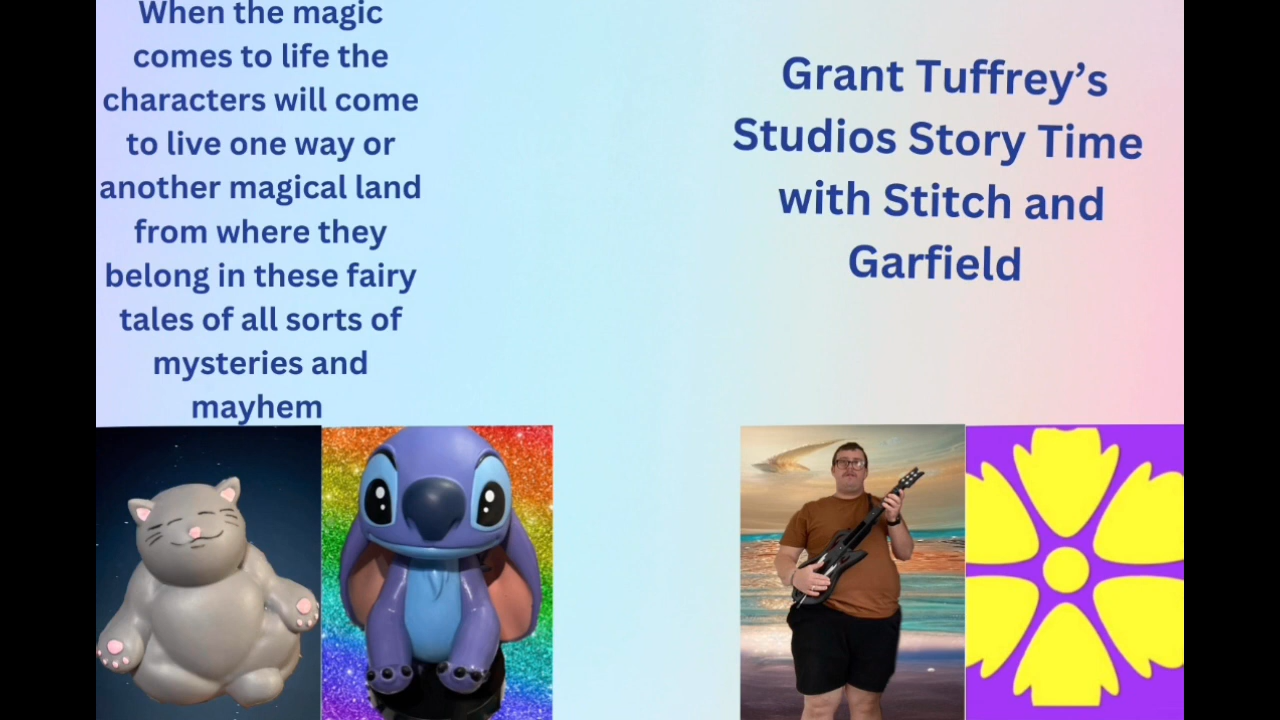 When the magic
comes to life the
characters will come
to live one way or
another magical land
from where they
belong in these fairy
tales of all sorts of
mysteries and
mayhem
Grant Tuffrey’s
Studios Story Time
with Stitch and
Garfield